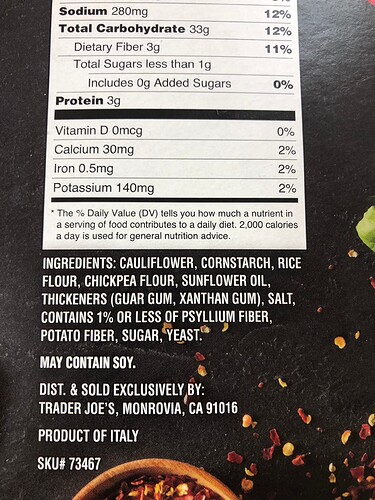 Sodium 280mg 12%
Total Carbohydrate 33g 12%
Dietary Fiber 3g 11%
Total Sugars less than 1g
Includes 0g Added Sugars 0%
Protein 3g
Vitamin D 0mcg 0%
Calcium 30mg 2%
Iron 0.5mg 2%
Potassium 140mg 2%
* The % Daily Value (DV) tells you how much a nutrient in
a serving of food contributes to a daily diet. 2,000 calories
a day is used for general nutrition advice.
INGREDIENTS: CAULIFLOWER, CORNSTARCH, RICE
FLOUR, CHICKPEA FLOUR, SUNFLOWER OIL,
THICKENERS (GUAR GUM, XANTHAN GUM), SALT,
CONTAINS 1% OR LESS OF PSYLLIUM FIBER,
POTATO FIBER, SUGAR, YEAST.
MAY CONTAIN SOY.
DIST. & SOLD EXCLUSIVELY BY:
TRADER JOE'S, MONROVIA, CA 91016
PRODUCT OF ITALY
SKU# 73467